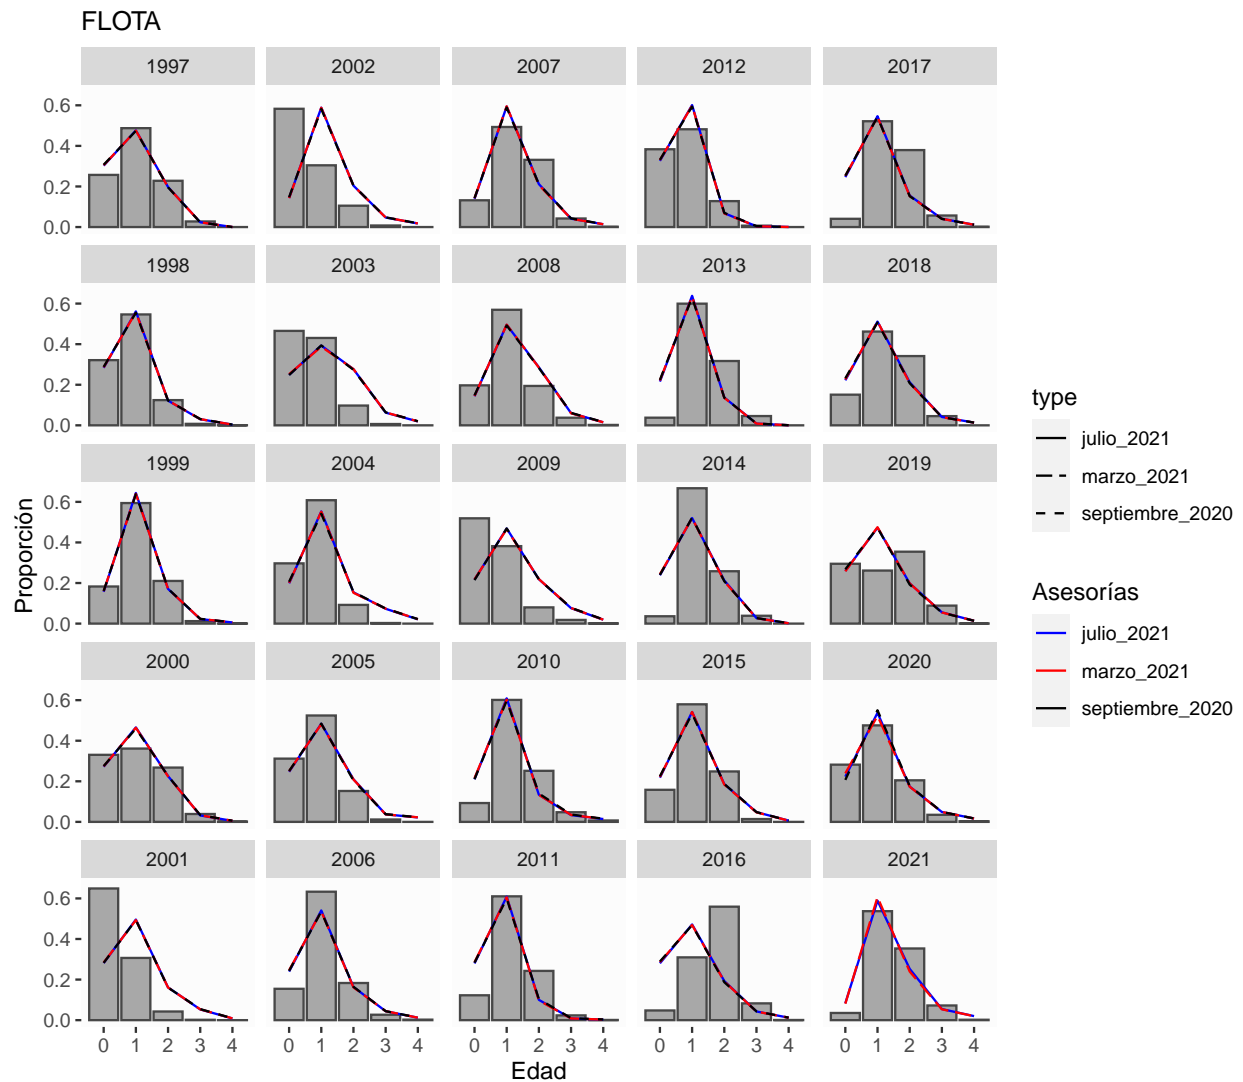 FLOTA
1997 2002 2007 2012 2017
0.6
0.4
0.2
0.0
1998 2003 2008 2013 2018
0.6
0.4
0.2
0.0
1999 2004 2009 2014 2019
0.6
0.4
0.2
0.0
2000 2005 2010 2015 2020
0.6
0.4
0.2
0.0
2001 2006 2011 2016 2021
0.6
0.4
0.2
0.0
0 1 2 3 4 0 1 2 3 4 0 1 2 3 4 0 1 2 3 4 0 1 2 3 4
Edad
Proporción
type
julio_2021
marzo_2021
septiembre_2020
Asesorías
julio_2021
marzo_2021
septiembre_2020